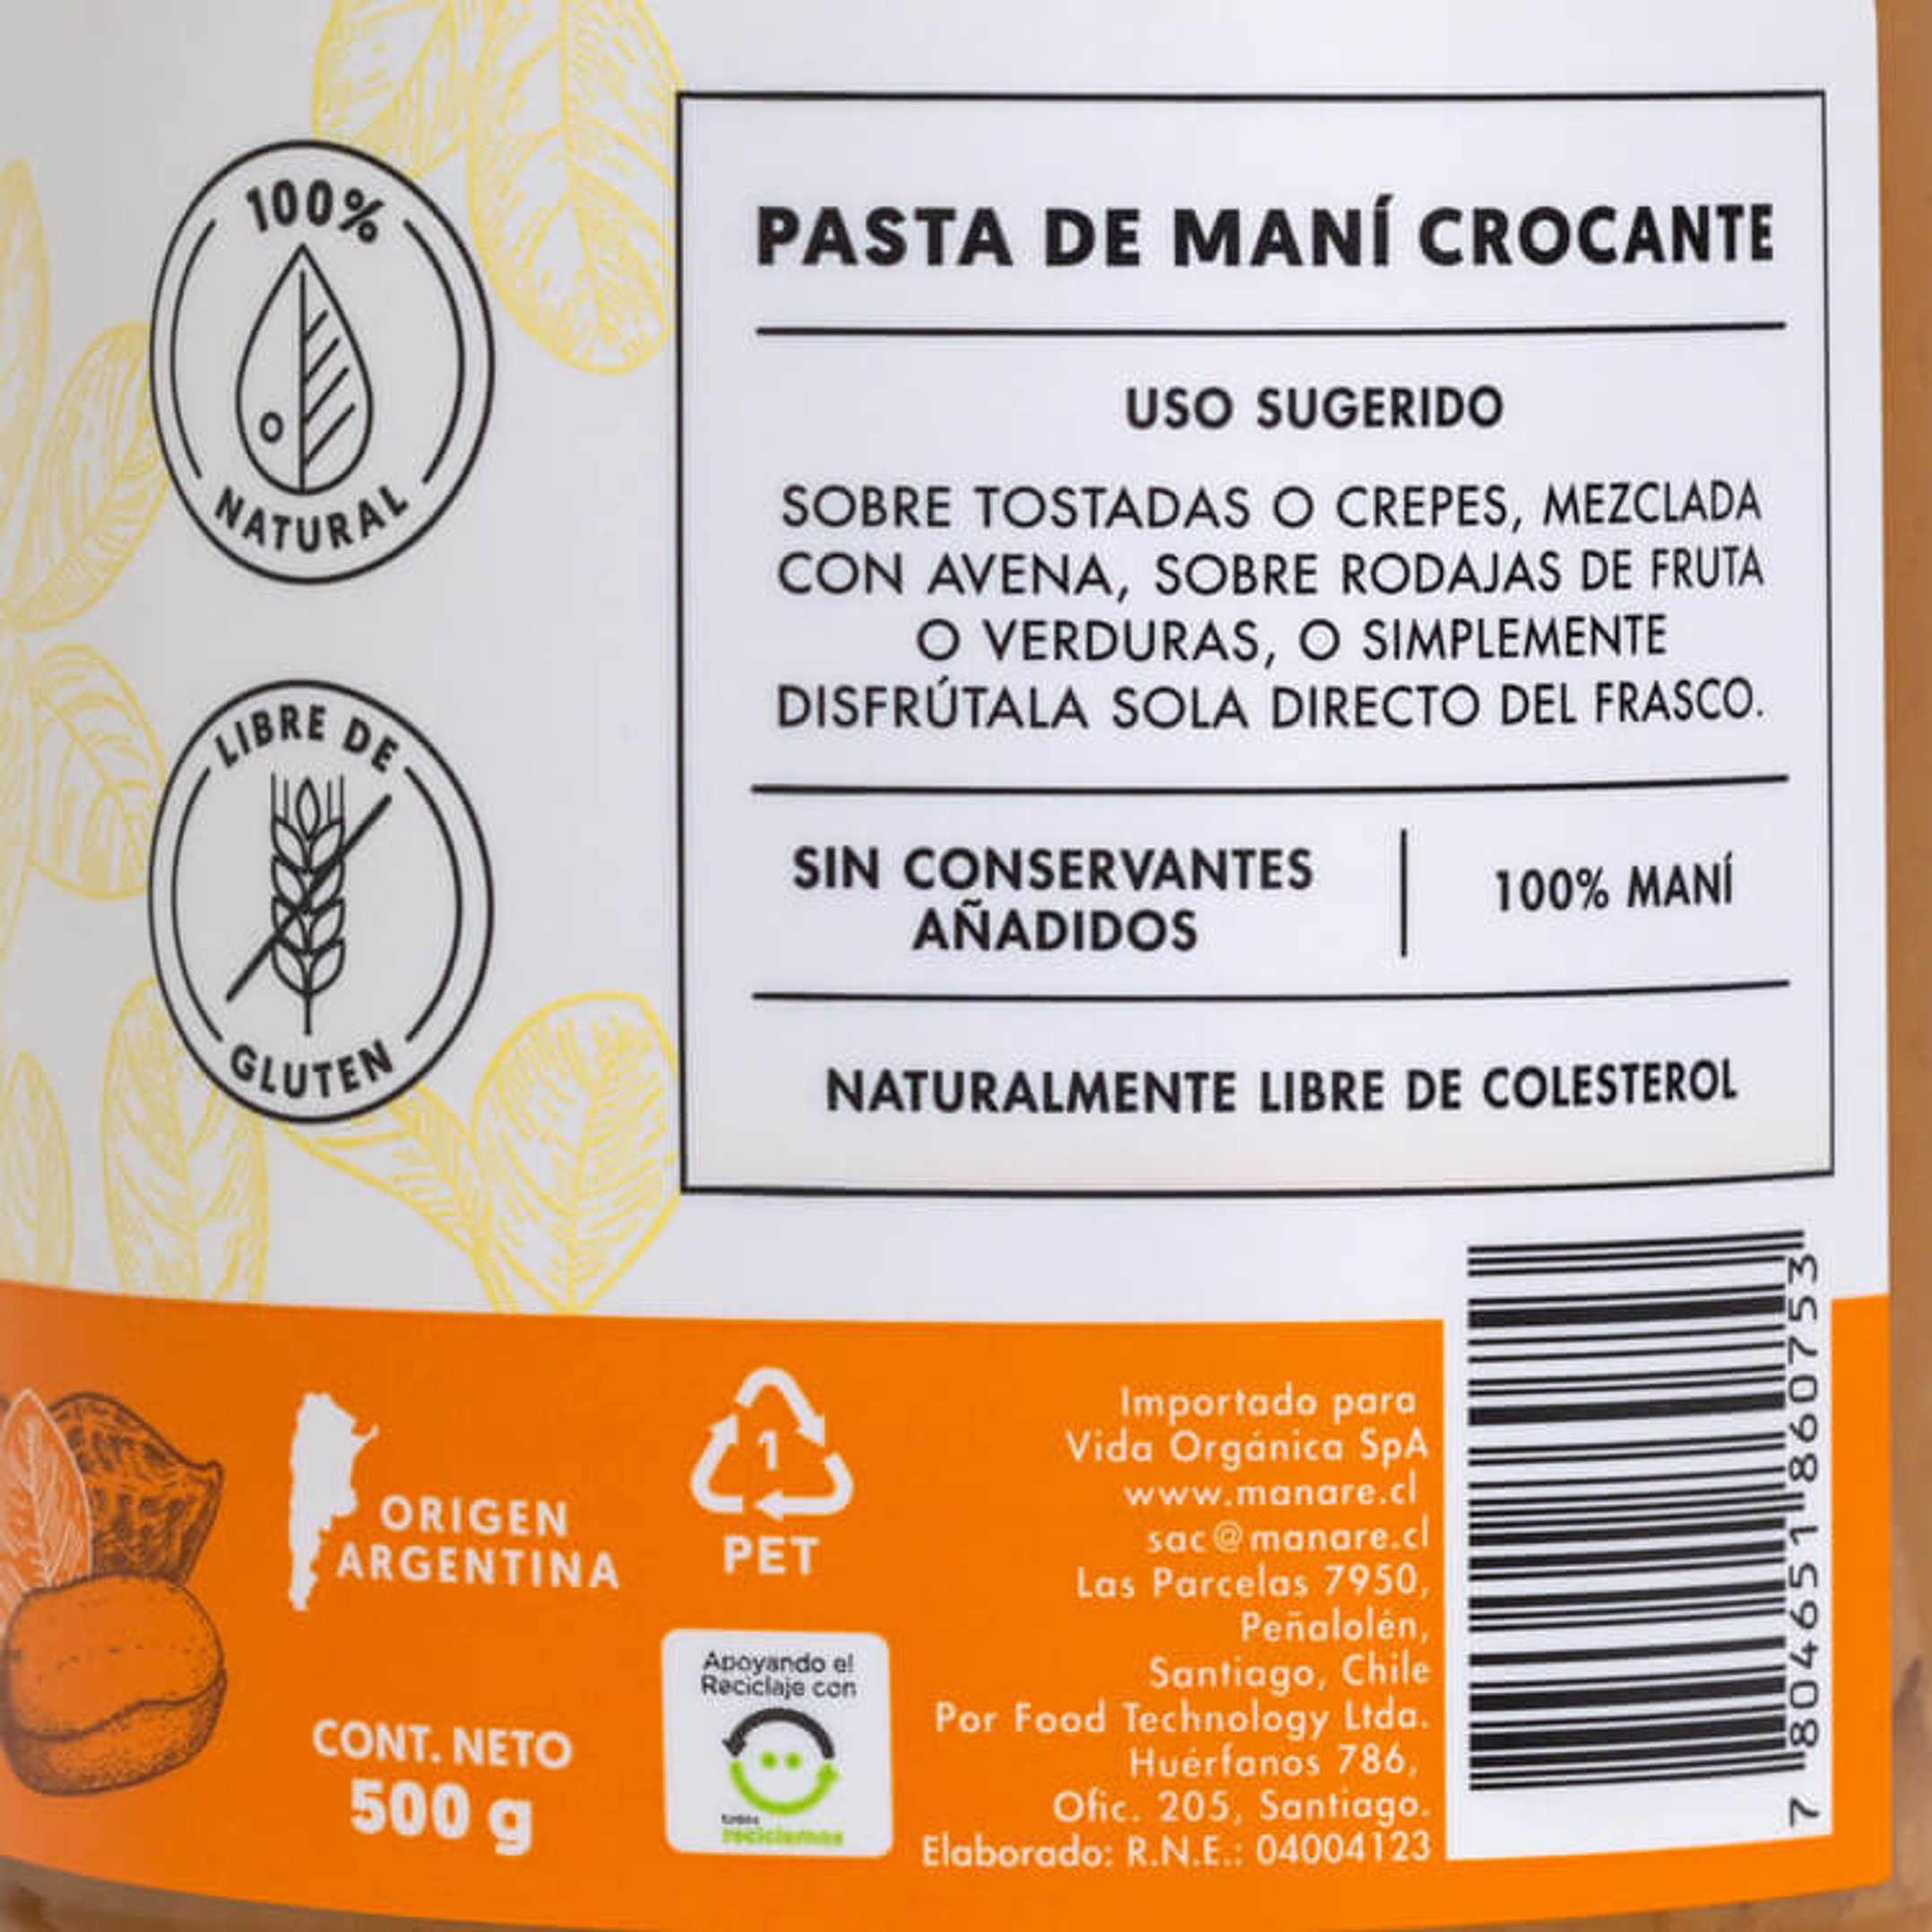 100%
NATURAL
LIBRE DE
GLUTEN
PASTA DE MANÍ CROCANTE
USO SUGERIDO
SOBRE TOSTADAS O CREPES, MEZCLADA
CON AVENA, SOBRE RODAJAS DE FRUTA
O VERDURAS, O SIMPLEMENTE
DISFRÚTALA SOLA DIRECTO DEL FRASCO.
SIN CONSERVANTES
AÑADIDOS
100% MANÍ
NATURALMENTE LIBRE DE COLESTEROL
ORIGEN
ARGENTINA
CONT. NETO
500 g
1
PET
Apoyando el
Reciclaje con
reciclamos
Importado para
Vida Orgánica SpA
www.manare.cl
sac@manare.cl
Las Parcelas 7950,
Peñalolén,
Santiago, Chile
Por Food Technology Ltda.
Huérfanos 786,
Ofic. 205, Santiago.
Elaborado: R.N.E.: 04004123
7 804651 860753